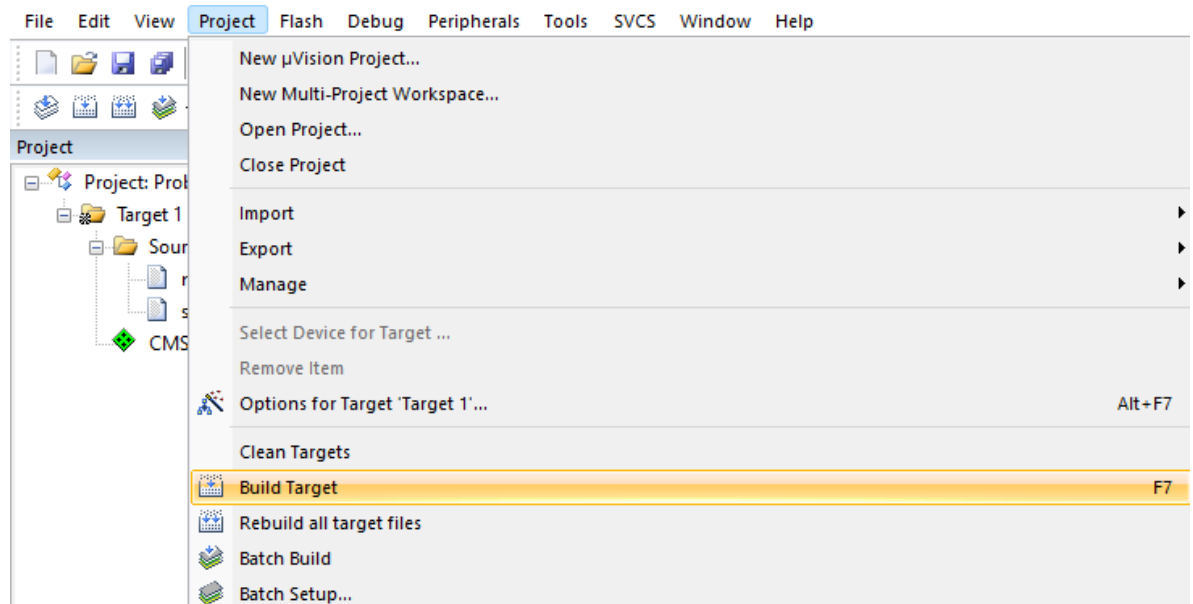 File Edit View Project Flash Debug Peripherals Tools SVCS Window Help
New µVision Project...
New Multi-Project Workspace...
Open Project...
Close Project
Project
Project: Prob
Target 1
Import
Sour
Export
r
Manage
s
CMS
Select Device for Target ...
Remove Item
Options for Target 'Target 1'... Alt+F7
Clean Targets
Build Target F7
Rebuild all target files
Batch Build
Batch Setup...